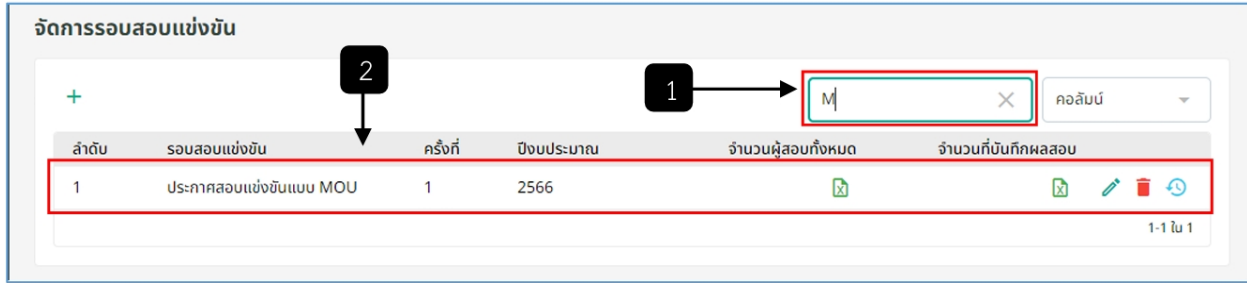 จัดการรอบสอบแข่งขัน
2
1
M
คอลัมน์
ลำดับ รอบสอบแข่งขัน ครั้งที่ ปีงบประมาณ จำนวนผู้สอบทั้งหมด จำนวนที่บันทึกผลสอบ
1 ประกาศสอบแข่งขันแบบ MOU 1 2566
1-1 ใน 1